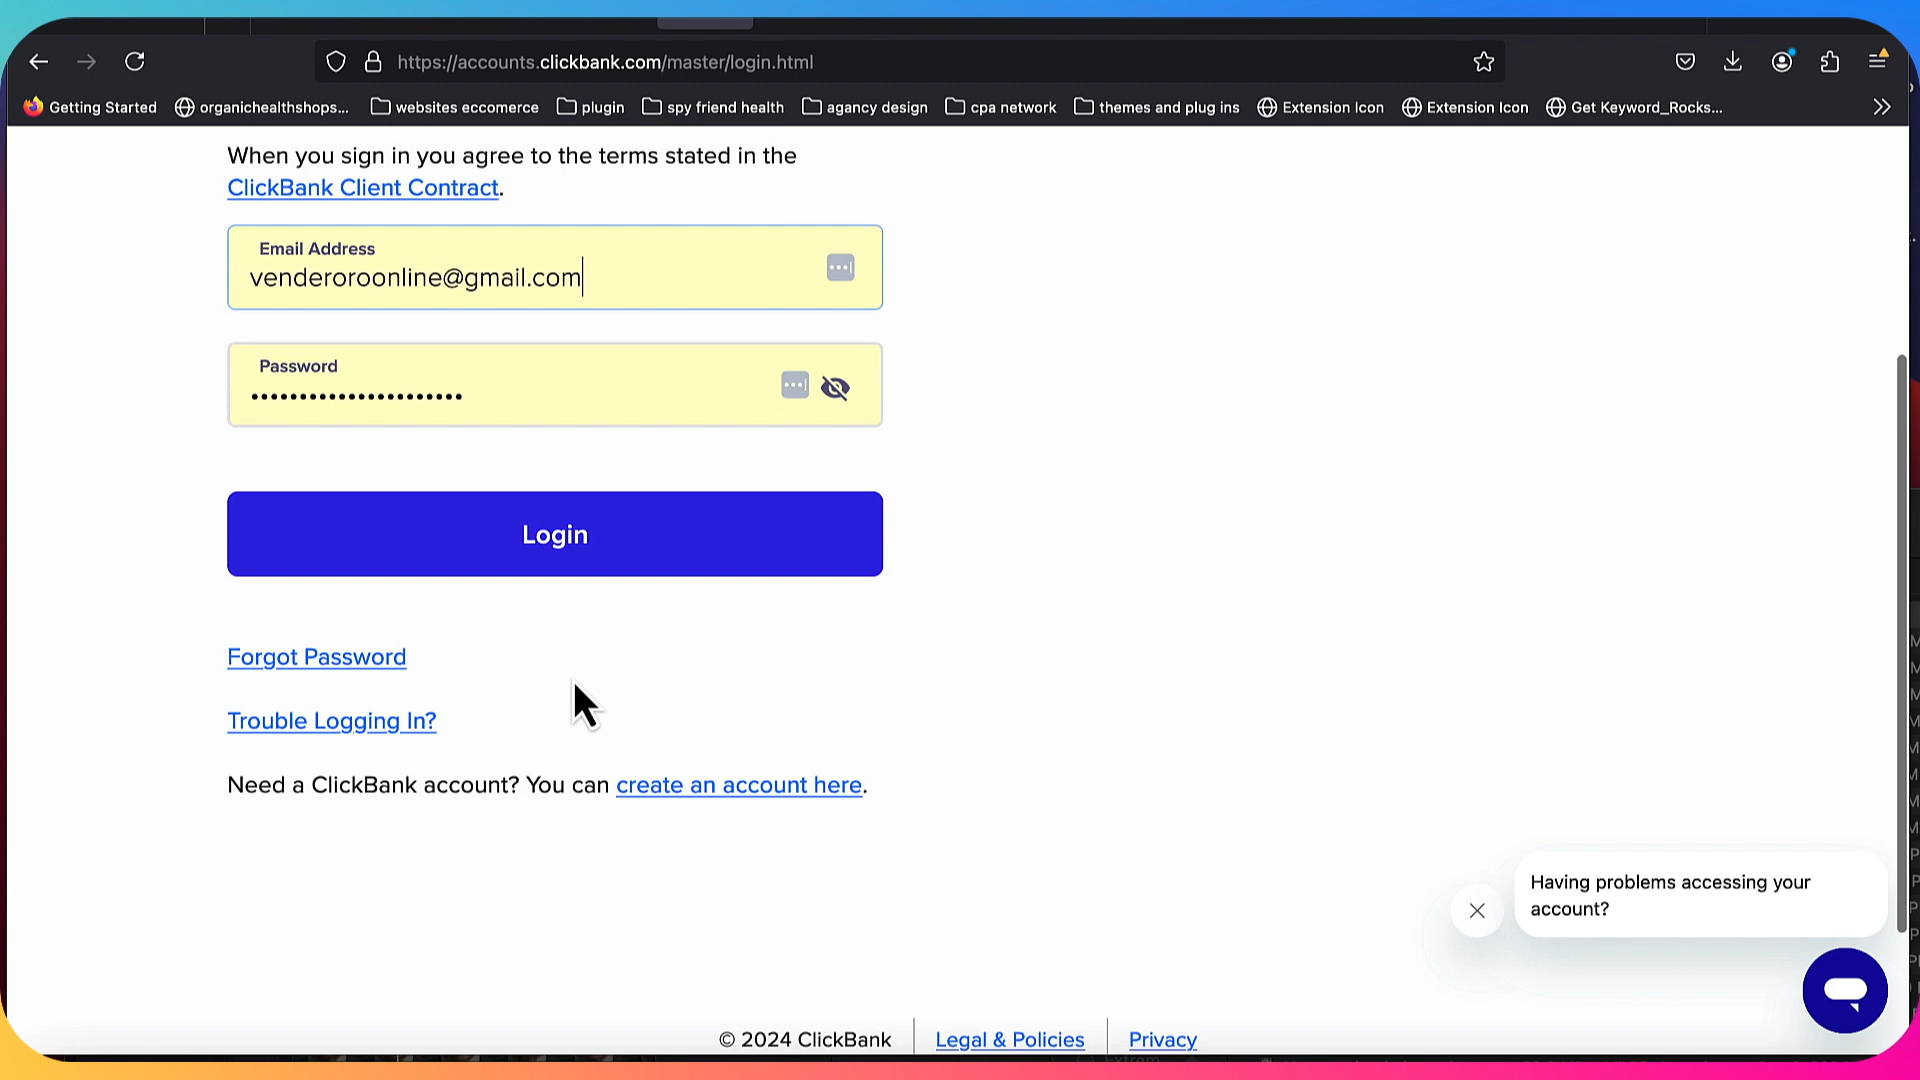 https://accounts.clickbank.com/master/login.html
Getting Started organichealthshops... websites eccomerce plugin spy friend health agancy design cpa network themes and plug ins Extension Icon Extension Icon Get Keyword_Rocks...
When you sign in you agree to the terms stated in the
ClickBank Client Contract.
Email Address
venderoroonline@gmail.com
Password
Login
Forgot Password
Trouble Logging In?
Need a ClickBank account? You can create an account here.
Having problems accessing your
account?
© 2024 ClickBank
Legal & Policies
Privacy